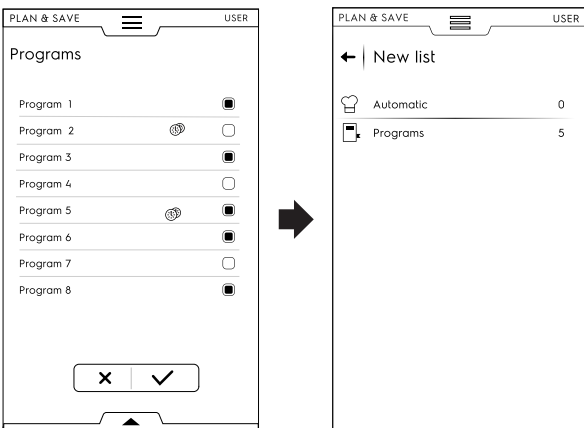 PLAN & SAVE USER
Programs
Program 1
Program 2
Program 3
Program 4
Program 5
Program 6
Program 7
Program 8
PLAN & SAVE USER
New list
Automatic 0
Programs 5